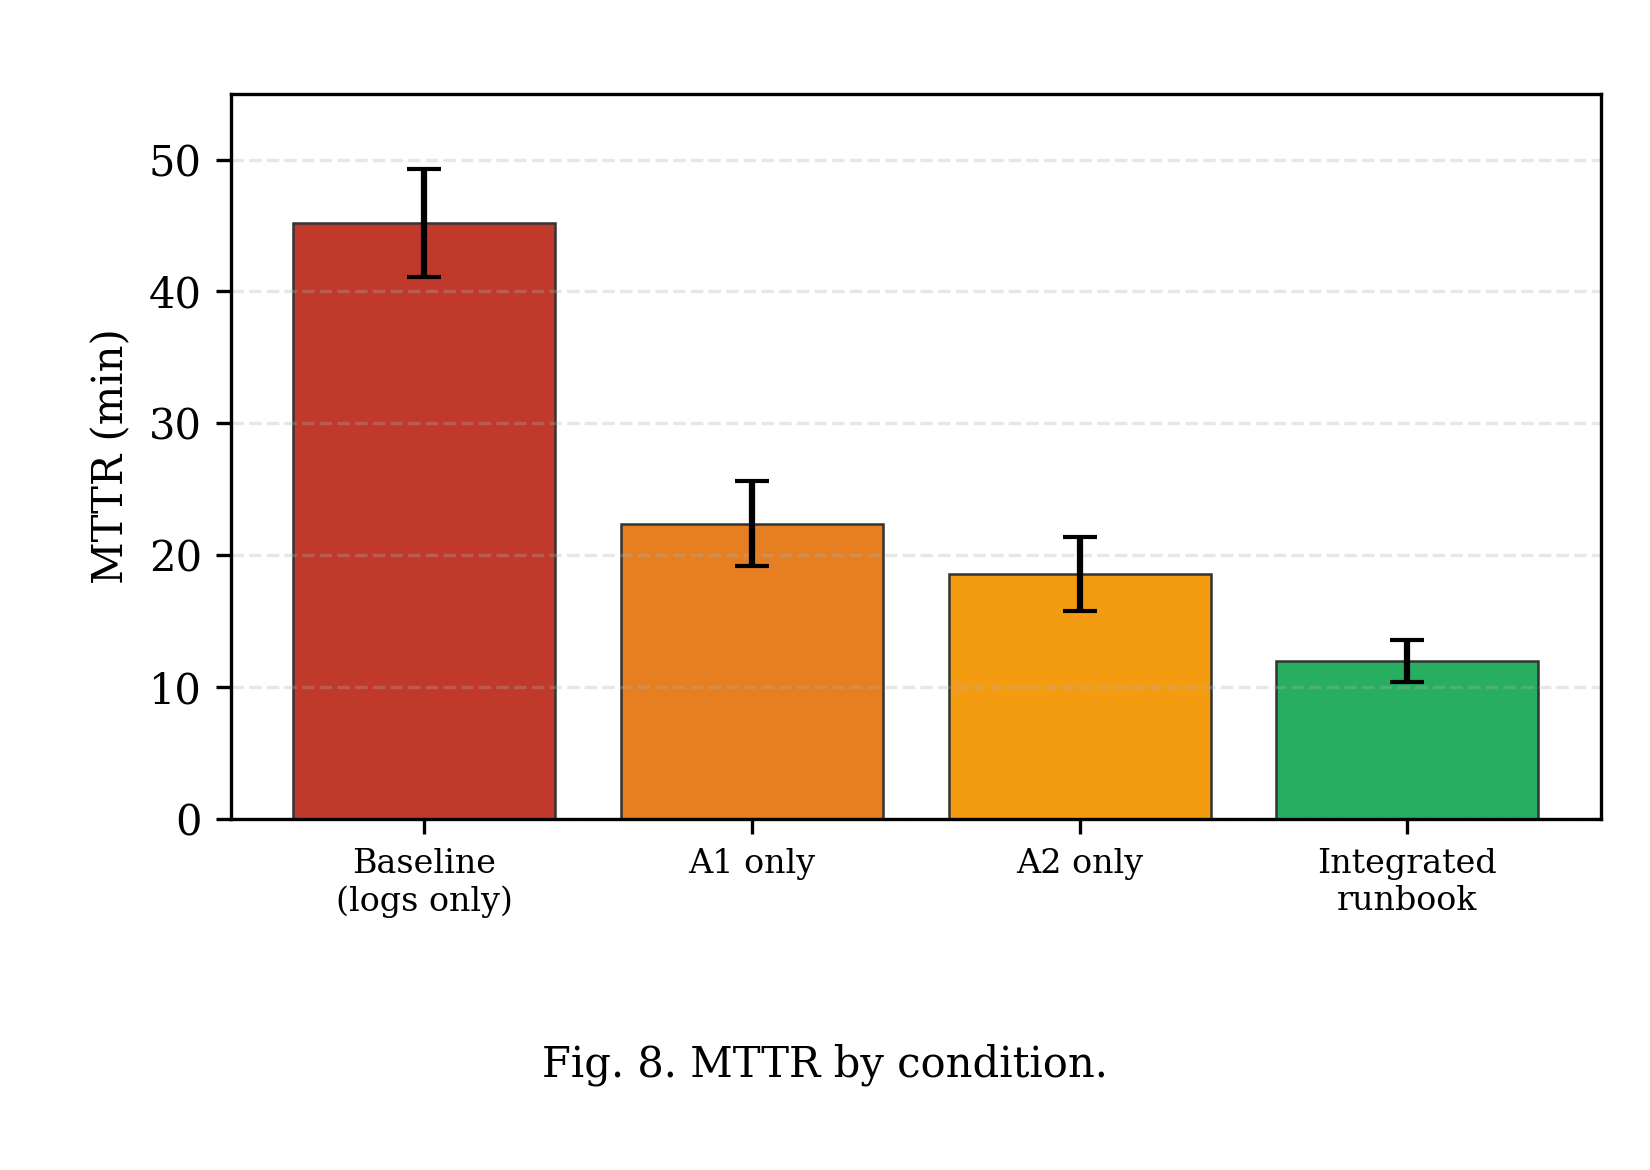 MTTR (min)
50
40
30
20
10
0
Baseline
(logs only)
A1 only
A2 only
Integrated
runbook
Fig. 8. MTTR by condition.